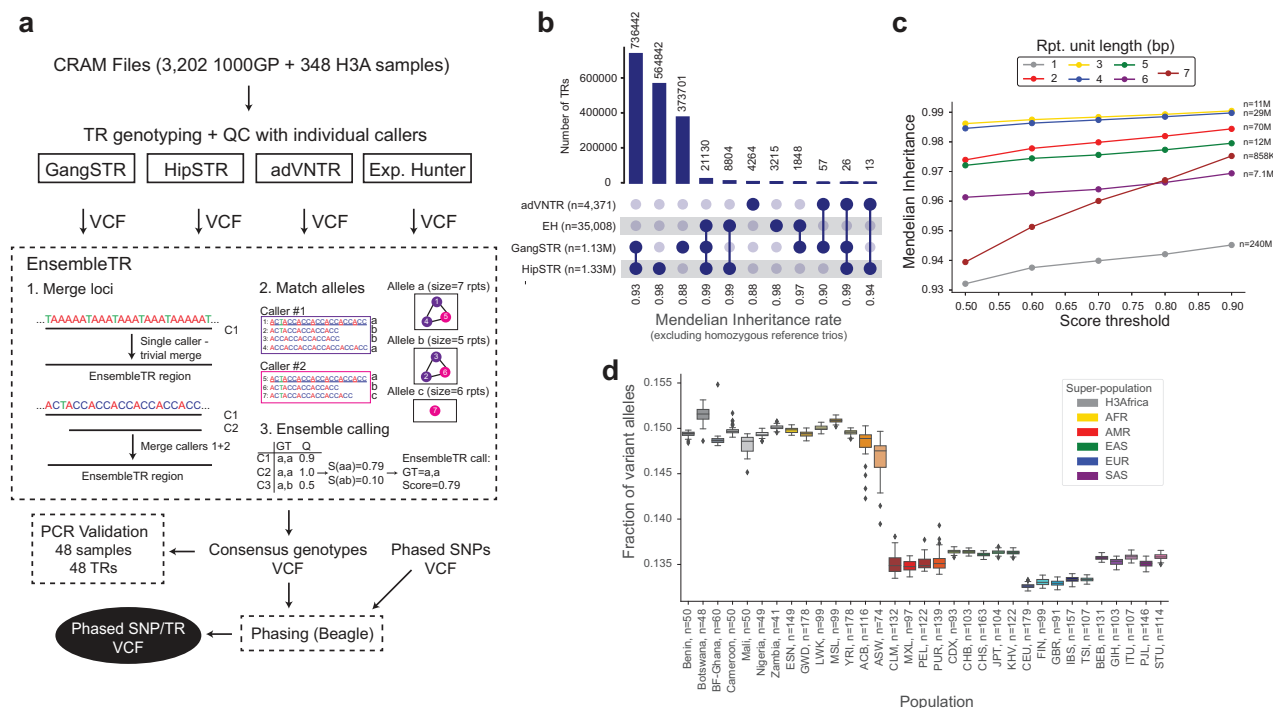 a
CRAM Files (3,202 1000GP + 348 H3A samples)
TR genotyping + QC with individual callers
GangSTR
HipSTR
adVNTR
Exp. Hunter
VCF
VCF
VCF
VCF
EnsembleTR
1. Merge loci
...TAAAAATAAATAAATAAATAAAAAT...
C1
Single caller -
trivial merge
EnsembleTR region
...ACTACCACCACCACCACCACC...
C1
C2
Merge callers 1+2
EnsembleTR region
2. Match alleles
Caller #1
1: ACTACCACCACCACCACCACC a
2: ACTACCACCACCACC b
3: ACTACCACCACCACC b
4: ACTACCACCACCACCACCACC a
Caller #2
5: ACTACCACCACCACCACCACC a
6: ACTACCACCACCACC b
7: ACTACCACCACCACCACC c
Allele a (size=7 rpts)
1
4
5
Allele b (size=5 rpts)
3
2
6
Allele c (size=6 rpts)
7
3. Ensemble calling
GT Q
C1 a,a 0.9
C2 a,a 1.0
C3 a,b 0.5
S(aa)=0.79
S(ab)=0.10
EnsembleTR call:
GT=a,a
Score=0.79
PCR Validation
48 samples
48 TRs
Consensus genotypes
VCF
Phased SNPs
VCF
Phased SNP/TR
VCF
Phasing (Beagle)
b
Number of TRs
600000
400000
200000
0
736442
564842
373701
21130
8804
4264
3215
1848
57
26
13
adVNTR (n=4,371)
EH (n=35,008)
GangSTR (n=1.13M)
HipSTR (n=1.33M)
0.93
0.98
0.88
0.99
0.99
0.88
0.98
0.97
0.90
0.99
0.94
Mendelian Inheritance rate
(excluding homozygous reference trios)
c
Rpt. unit length (bp)
1
2
3
4
5
6
7
Mendelian Inheritance
0.99
0.98
0.97
0.96
0.95
0.94
0.93
n=11M
n=29M
n=70M
n=12M
n=858K
n=7.1M
n=240M
0.50 0.60 0.70 0.80 0.90
Score threshold
d
Fraction of variant alleles
0.155
0.150
0.145
0.140
0.135
Super-population
H3Africa
AFR
AMR
EAS
EUR
SAS
Benin, n=50
Botswana, n=48
BF-Ghana, n=60
Cameroon, n=50
Mali, n=50
Nigeria, n=49
Zambia, n=41
ESN, n=149
GWD, n=178
LWK, n=99
MSL, n=99
YRI, n=178
ACB, n=116
ASW, n=74
CLM, n=132
MXL, n=97
PEL, n=122
PUR, n=139
CDX, n=93
CHB, n=103
CHS, n=163
JPT, n=104
KHV, n=122
CEU, n=179
FIN, n=99
GBR, n=91
IBS, n=157
TSI, n=107
BEB, n=131
GIH, n=103
ITU, n=107
PJL, n=146
STU, n=114
Population